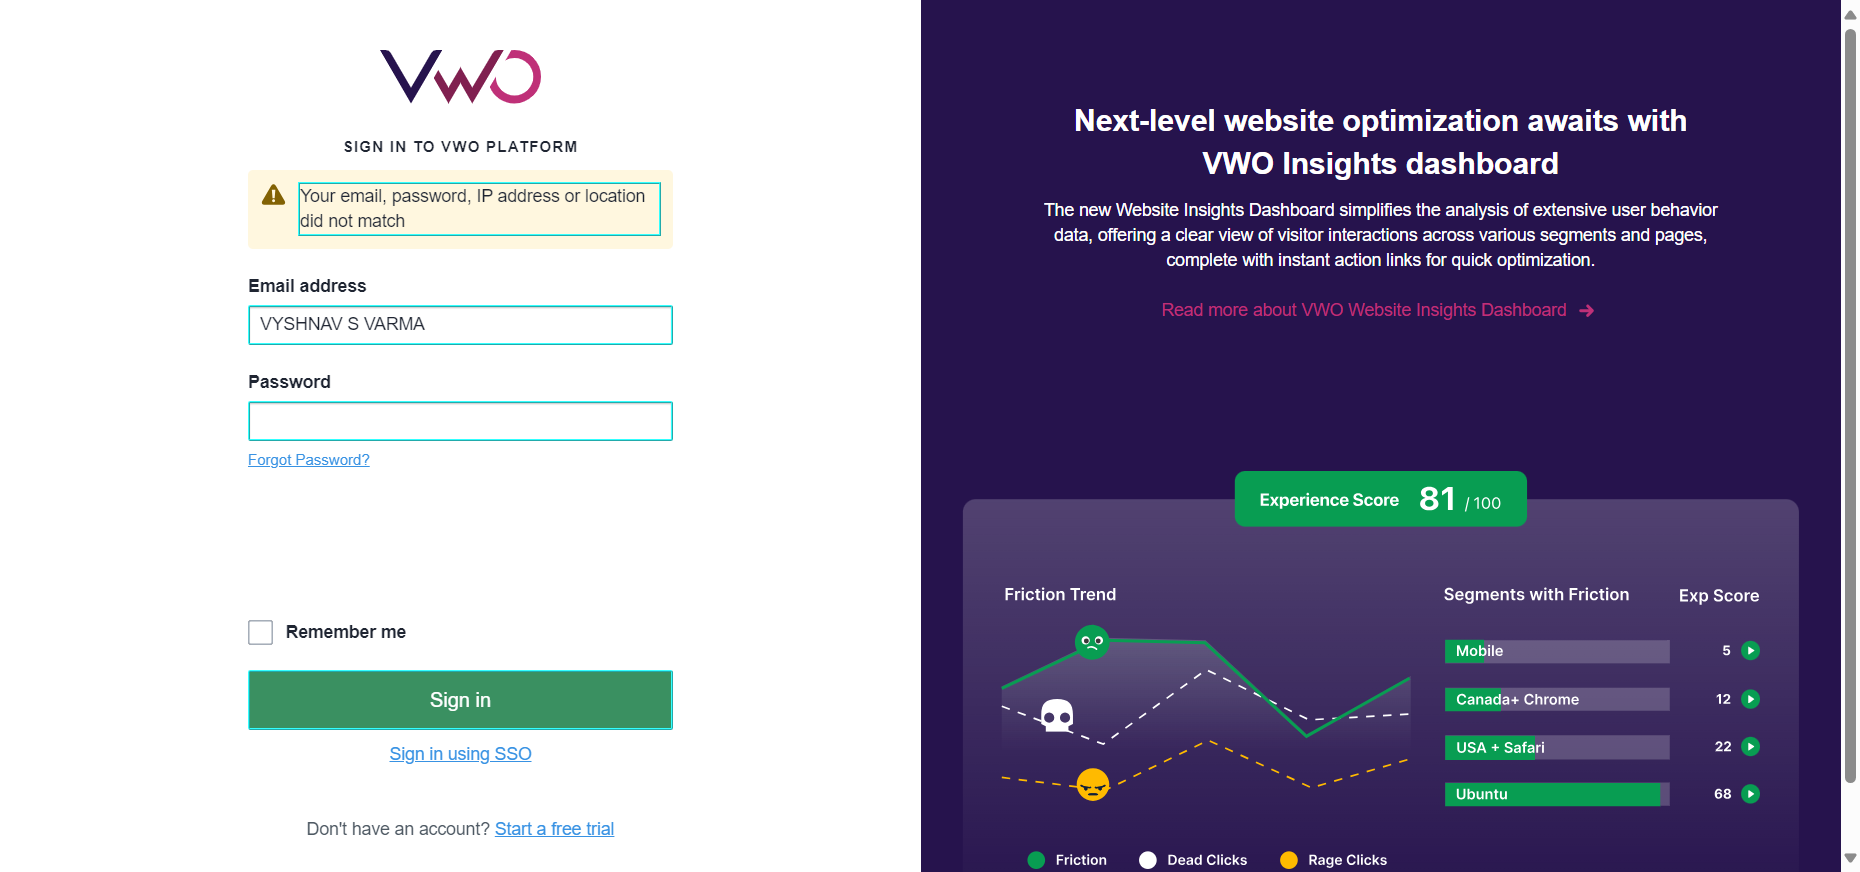 VWO
SIGN IN TO VWO PLATFORM
Your email, password, IP address or location
did not match
Email address
VYSHNAV S VARMA
Password
Forgot Password?
Remember me
Sign in
Sign in using SSO
Don't have an account? Start a free trial
Next-level website optimization awaits with
VWO Insights dashboard
The new Website Insights Dashboard simplifies the analysis of extensive user behavior
data, offering a clear view of visitor interactions across various segments and pages,
complete with instant action links for quick optimization.
Read more about VWO Website Insights Dashboard
Experience Score 81 / 100
Friction Trend
Segments with Friction Exp Score
Mobile 5
Canada+ Chrome 12
USA + Safari 22
Ubuntu 68
Friction Dead Clicks Rage Clicks